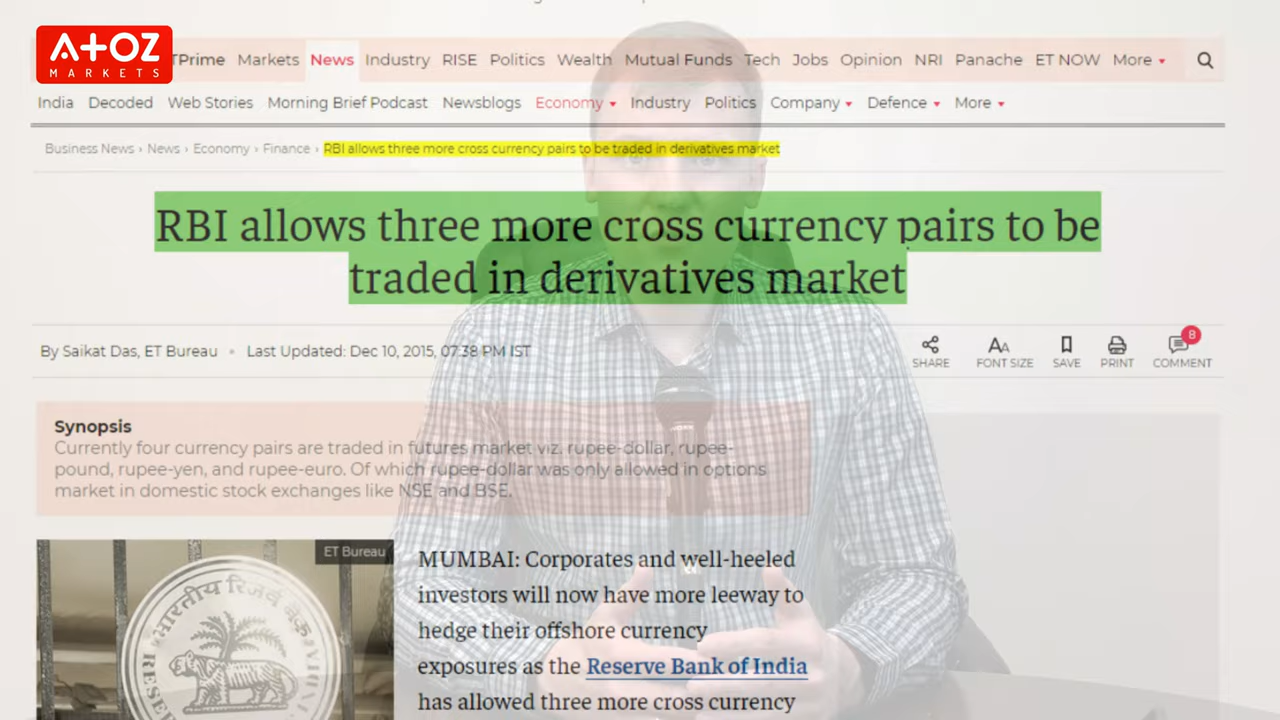 A+OZ
MARKETS
TPrime Markets News Industry RISE Politics Wealth Mutual Funds Tech Jobs Opinion NRI Panache ET NOW More
India Decoded Web Stories Morning Brief Podcast Newsblogs Economy Industry Politics Company Defence More
Business News › News › Economy › Finance › RBI allows three more cross currency pairs to be traded in derivatives market
RBI allows three more cross currency pairs to be
traded in derivatives market
By Saikat Das, ET Bureau • Last Updated: Dec 10, 2015, 07:38 PM IST
8
SHARE FONT SIZE SAVE PRINT COMMENT
Synopsis
Currently four currency pairs are traded in futures market viz. rupee-dollar, rupee-
pound, rupee-yen, and rupee-euro. Of which rupee-dollar was only allowed in options
market in domestic stock exchanges like NSE and BSE.
ET Bureau
भारतीय रिज़र्व बैंक
MUMBAI: Corporates and well-heeled
investors will now have more leeway to
hedge their offshore currency
exposures as the Reserve Bank of India
has allowed three more cross currency